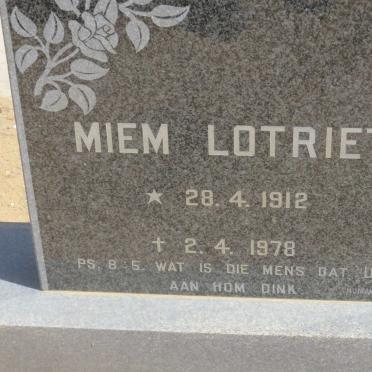 MIEM LOTRIET
★ 28. 4. 1912
✝ 2. 4. 1978
PS. 8 : 5. WAT IS DIE MENS DAT U
AAN HOM DINK